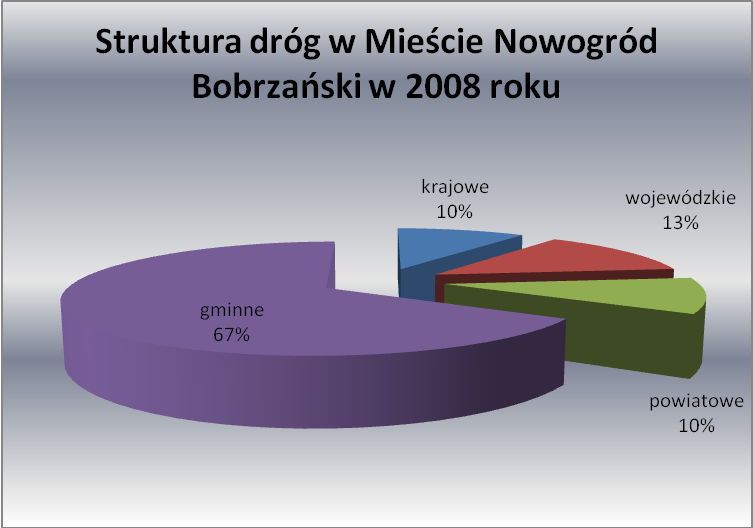 Struktura dróg w Mieście Nowogród
Bobrzański w 2008 roku
krajowe
10%
wojewódzkie
13%
gminne
67%
powiatowe
10%